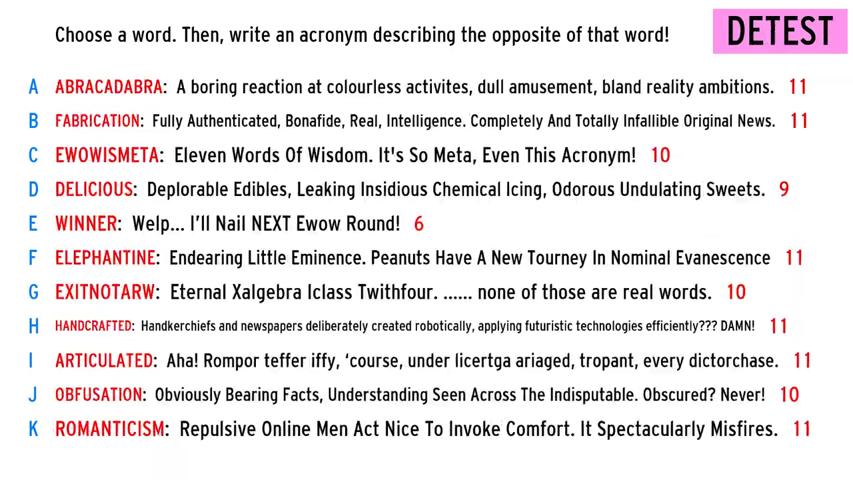 Choose a word. Then, write an acronym describing the opposite of that word! DETEST
A ABRACADABRA: A boring reaction at colourless activites, dull amusement, bland reality ambitions. 11
B FABRICATION: Fully Authenticated, Bonafide, Real, Intelligence. Completely And Totally Infallible Original News. 11
C EWOWISMETA: Eleven Words Of Wisdom. It's So Meta, Even This Acronym! 10
D DELICIOUS: Deplorable Edibles, Leaking Insidious Chemical Icing, Odorous Undulating Sweets. 9
E WINNER: Welp... I'll Nail NEXT Ewow Round! 6
F ELEPHANTINE: Endearing Little Eminence. Peanuts Have A New Tourney In Nominal Evanescence 11
G EXITNOTARW: Eternal Xalgebra Iclass Twithfour. ...... none of those are real words. 10
H HANDCRAFTED: Handkerchiefs and newspapers deliberately created robotically, applying futuristic technologies efficiently??? DAMN! 11
I ARTICULATED: Aha! Rompor teffer iffy, 'course, under licertga ariaged, tropant, every dictorchase. 11
J OBFUSATION: Obviously Bearing Facts, Understanding Seen Across The Indisputable. Obscured? Never! 10
K ROMANTICISM: Repulsive Online Men Act Nice To Invoke Comfort. It Spectacularly Misfires. 11